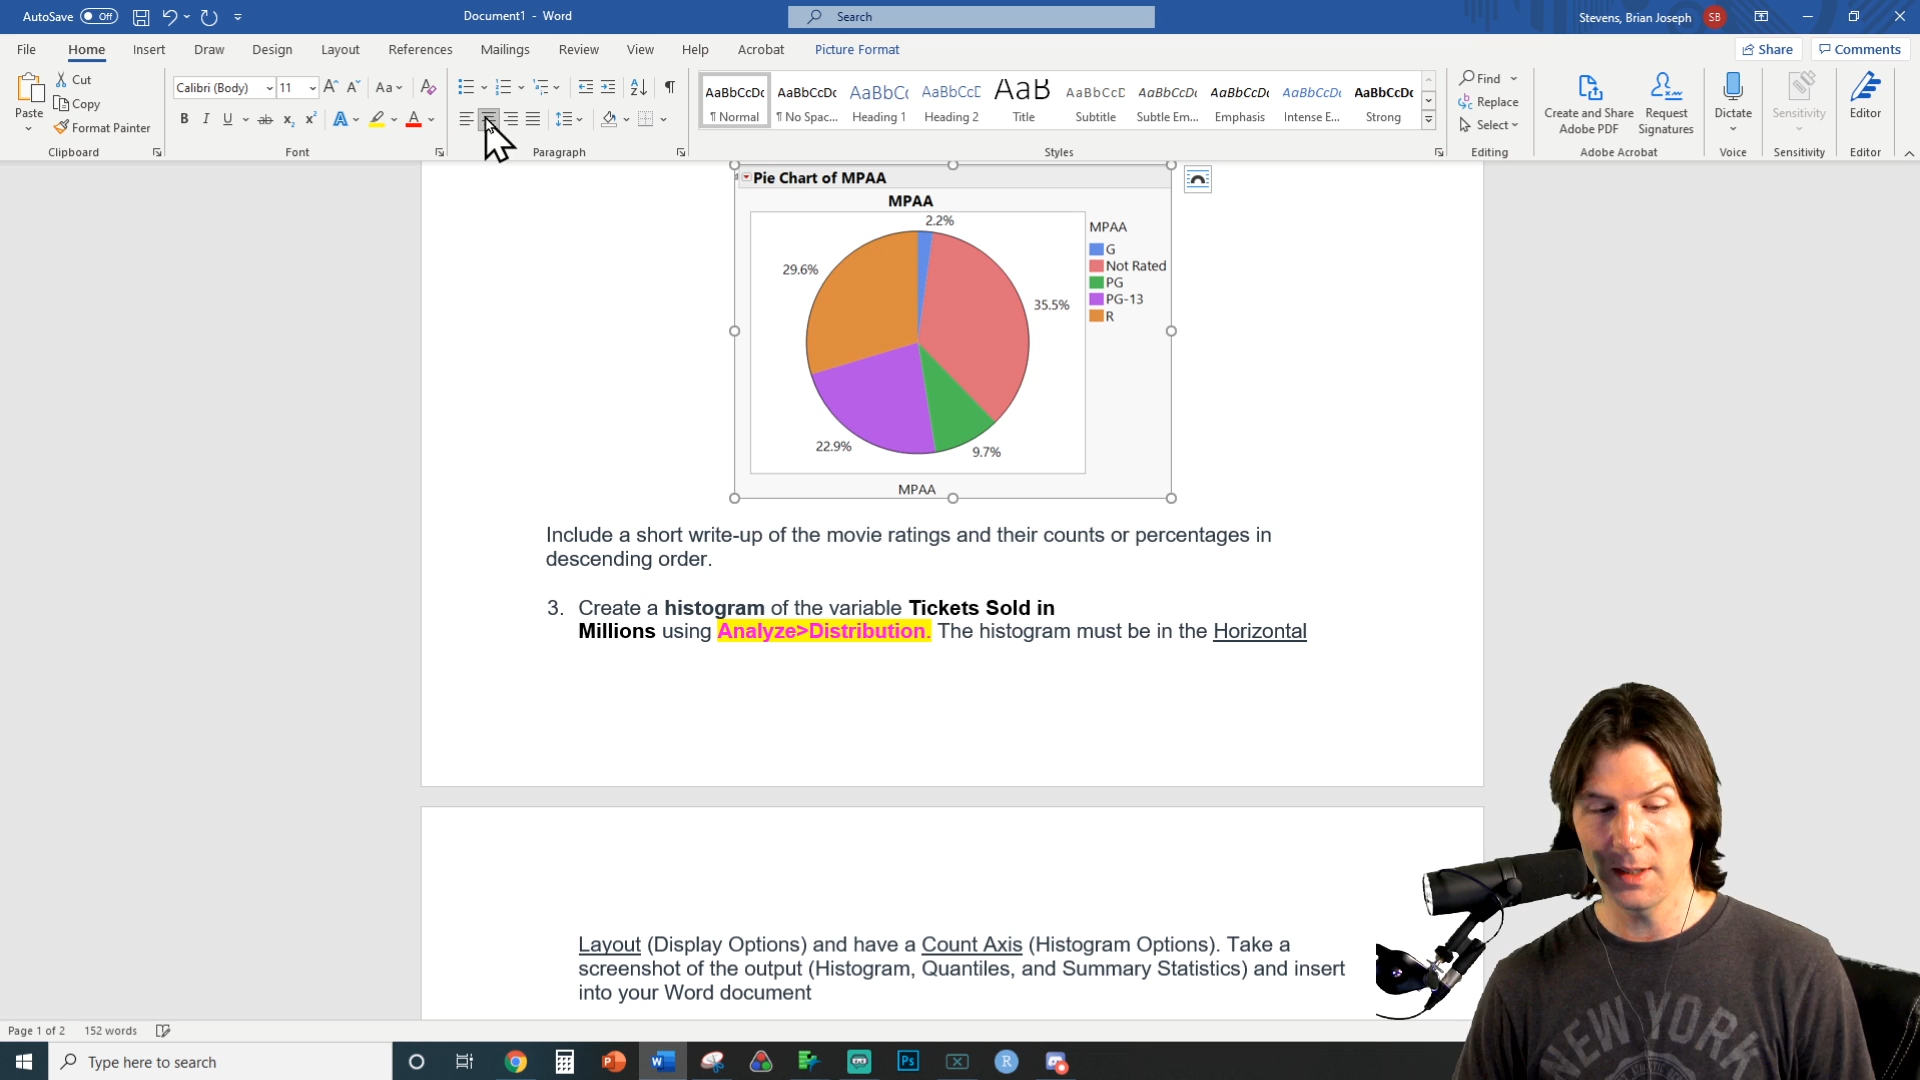 AutoSave Off Document1 - Word Search Stevens, Brian Joseph SB
File Home Insert Draw Design Layout References Mailings Review View Help Acrobat Picture Format Share Comments
Paste Cut Copy Format Painter
Calibri (Body) 11
AaBbCcDc AaBbCcDc AaBbCc AaBbCcE AaB AaBbCcD AaBbCcDc AaBbCcDc AaBbCcDc AaBbCcDc
¶ Normal ¶ No Spac... Heading 1 Heading 2 Title Subtitle Subtle Em... Emphasis Intense E... Strong
Find
Replace
Select
Create and Share Adobe PDF
Request Signatures
Dictate
Sensitivity
Editor
Clipboard Font Paragraph Styles Editing Adobe Acrobat Voice Sensitivity Editor
Pie Chart of MPAA
MPAA
2.2%
29.6%
35.5%
22.9%
9.7%
MPAA
MPAA
G
Not Rated
PG
PG-13
R
Include a short write-up of the movie ratings and their counts or percentages in
descending order.
3. Create a histogram of the variable Tickets Sold in
Millions using Analyze>Distribution. The histogram must be in the Horizontal
Layout (Display Options) and have a Count Axis (Histogram Options). Take a
screenshot of the output (Histogram, Quantiles, and Summary Statistics) and insert
into your Word document
Page 1 of 2 152 words
Type here to search
Ps
R
NEW YORK